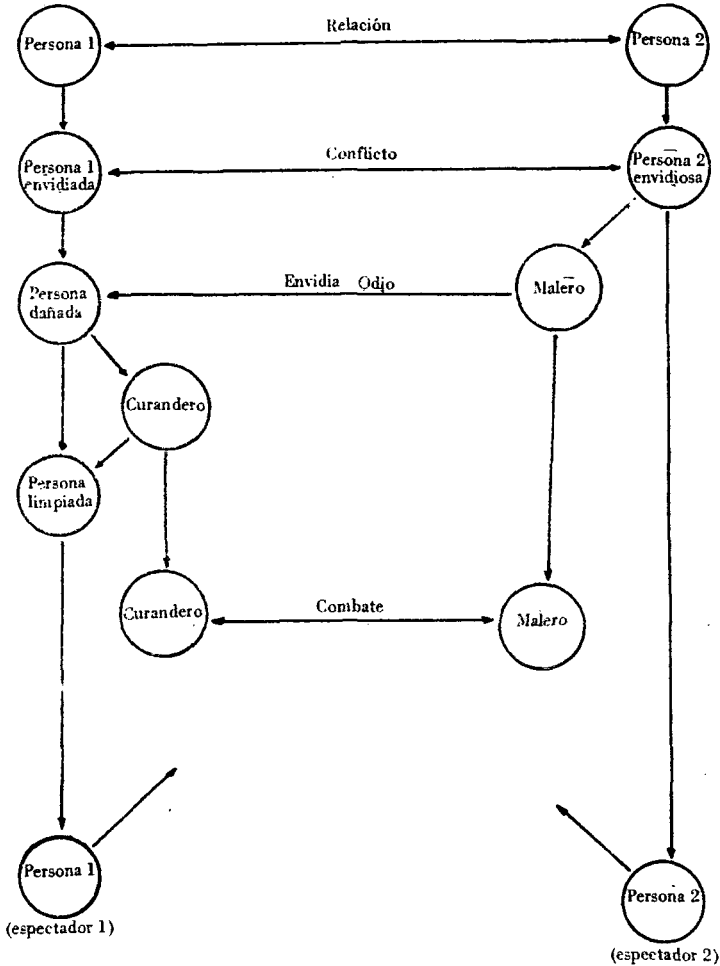 Relación
Persona 1
Persona 2
Conflicto
Persona 1
envidiada
Persona 2
envidiosa
Envidia Odio
Persona
dañada
Malero
Curandero
Persona
limpiada
Combate
Curandero
Malero
Persona 1
(espectador 1)
Persona 2
(espectador 2)